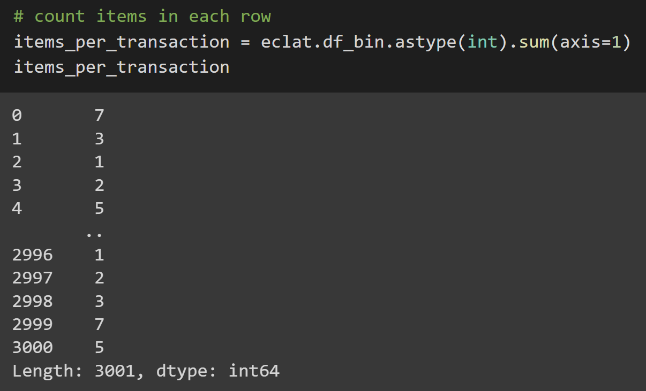 # count items in each row
items_per_transaction = eclat.df_bin.astype(int).sum(axis=1)
items_per_transaction
0 7
1 3
2 1
3 2
4 5
..
2996 1
2997 2
2998 3
2999 7
3000 5
Length: 3001, dtype: int64